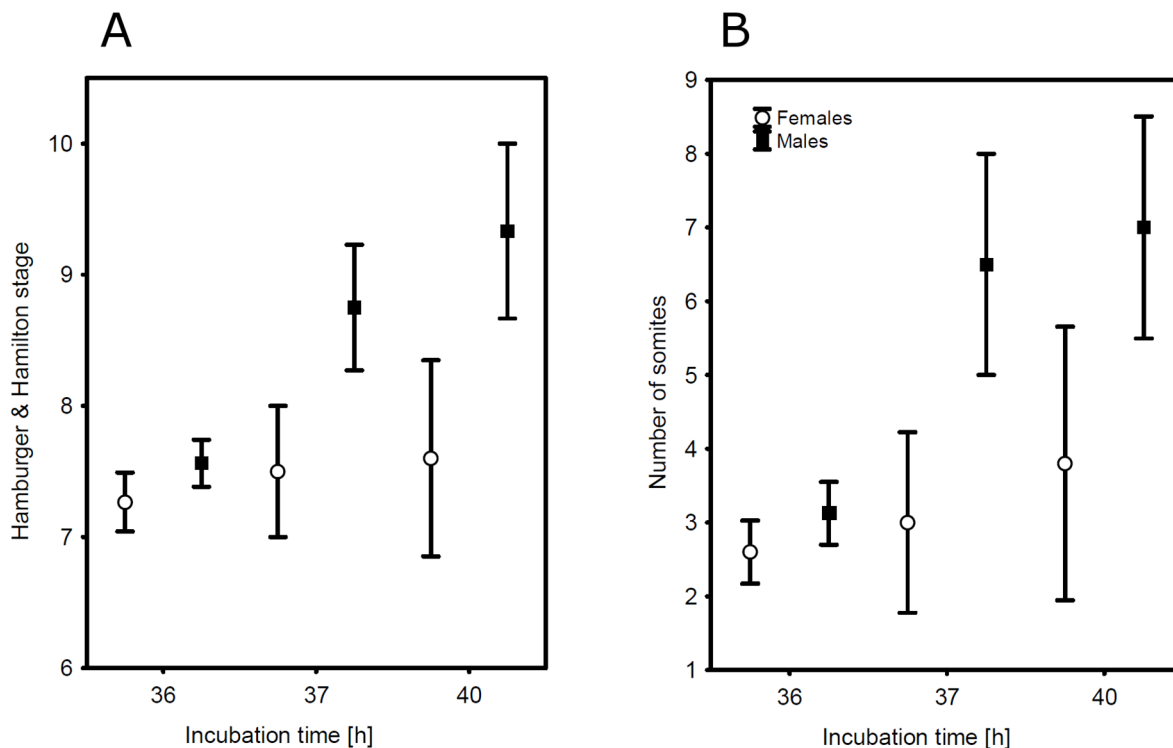 A
Hamburger & Hamilton stage
10
9
8
7
6
36 37 40
Incubation time [h]
B
Females
Males
Number of somites
9
8
7
6
5
4
3
2
1
36 37 40
Incubation time [h]